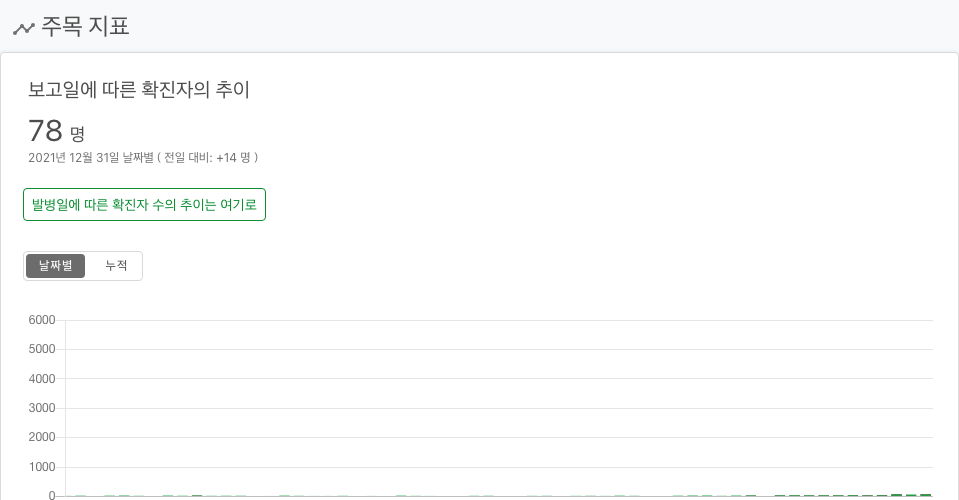 주목 지표
보고일에 따른 확진자의 추이
78 명
2021년 12월 31일 날짜별 ( 전일 대비: +14 명 )
발병일에 따른 확진자 수의 추이는 여기로
날짜별 누적
6000
5000
4000
3000
2000
1000
0